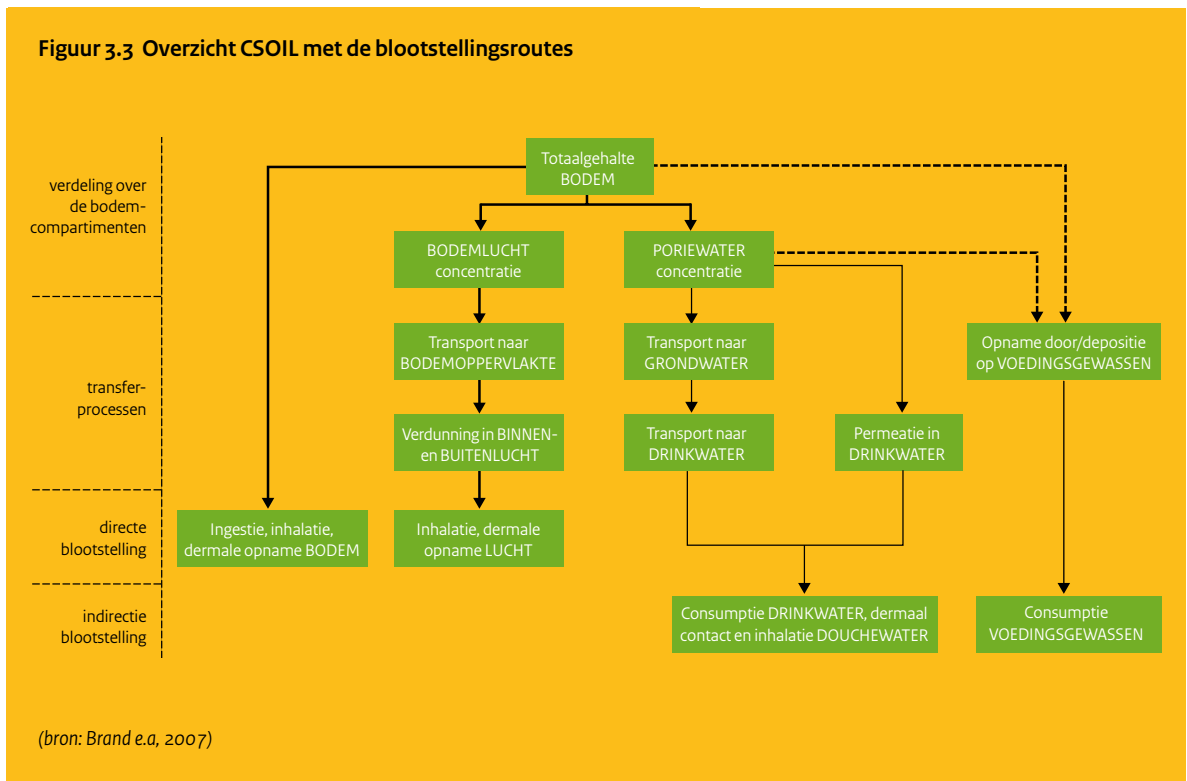 Figuur 3.3 Overzicht CSOIL met de blootstellingsroutes
verdeling over
de bodem-
compartimenten
Totaalgehalte
BODEM
BODEMLUCHT
concentratie
PORIEWATER
concentratie
transfer-
processen
Transport naar
BODEMOPPERVLAKTE
Transport naar
GRONDWATER
Opname door/depositie
op VOEDINGSGEWASSEN
Verdunning in BINNEN-
en BUITENLUCHT
Transport naar
DRINKWATER
Permeatie in
DRINKWATER
directe
blootstelling
Ingestie, inhalatie,
dermale opname BODEM
Inhalatie, dermale
opname LUCHT
indirectie
blootstelling
Consumptie DRINKWATER, dermaal
contact en inhalatie DOUCHEWATER
Consumptie
VOEDINGSGEWASSEN
(bron: Brand e.a, 2007)